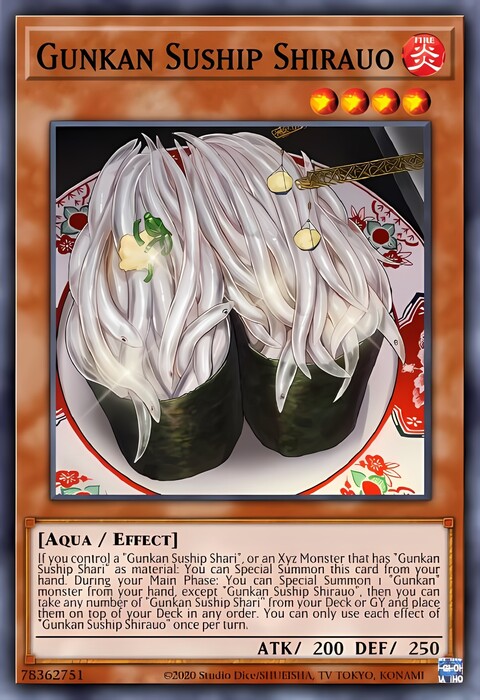 GUNKAN SUSHIP SHIRAUO
FIRE
炎
[AQUA / EFFECT]
If you control a "Gunkan Suship Shari", or an Xyz Monster that has "Gunkan
Suship Shari" as material: You can Special Summon this card from your
hand. During your Main Phase: You can Special Summon 1 "Gunkan"
monster from your hand, except "Gunkan Suship Shirauo", then you can
take any number of "Gunkan Suship Shari" from your Deck or GY and place
them on top of your Deck in any order. You can only use each effect of
"Gunkan Suship Shirauo" once per turn.
ATK/ 200 DEF/ 250
78362751
©2020 Studio Dice/SHUEISHA, TV TOKYO, KONAMI